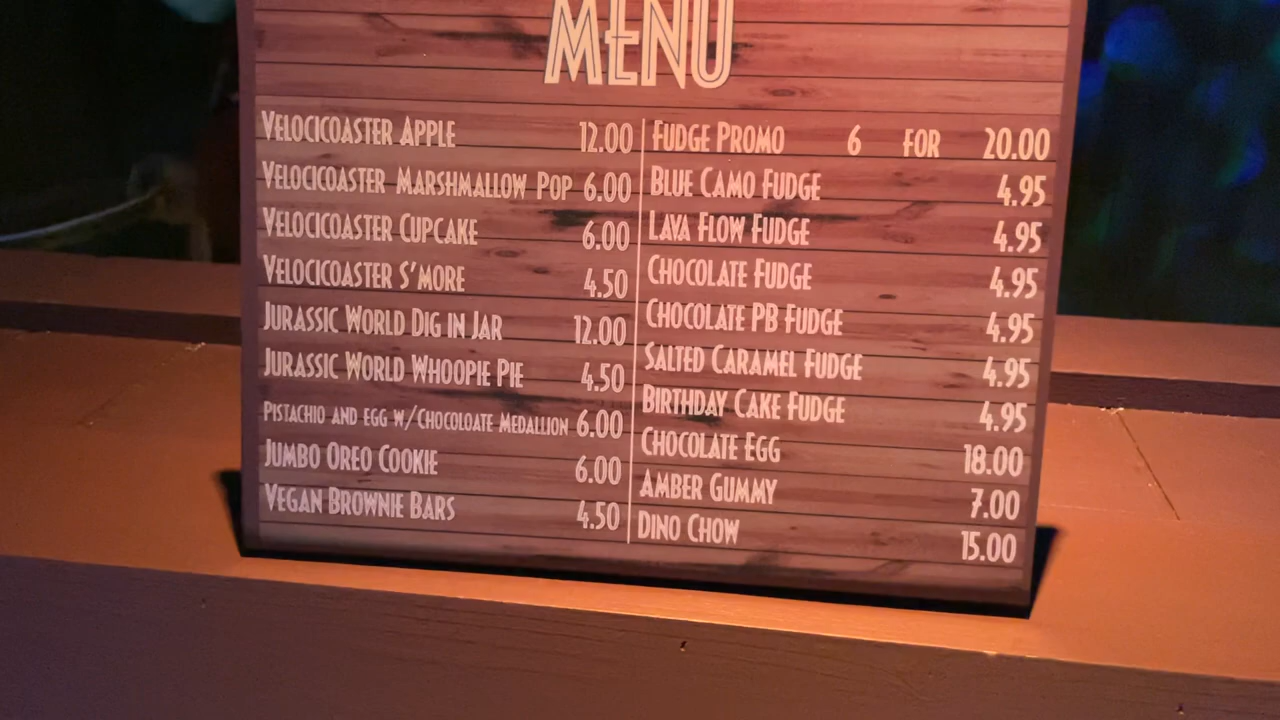 MENU
VELOCICOASTER APPLE 12.00
VELOCICOASTER MARSHMALLOW POP 6.00
VELOCICOASTER CUPCAKE 6.00
VELOCICOASTER S'MORE 4.50
JURASSIC WORLD DIG IN JAR 12.00
JURASSIC WORLD WHOOPIE PIE 4.50
PISTACHIO AND EGG W/CHOCOLOATE MEDALLION 6.00
JUMBO OREO COOKIE 6.00
VEGAN BROWNIE BARS 4.50
FUDGE PROMO 6 FOR 20.00
BLUE CAMO FUDGE 4.95
LAVA FLOW FUDGE 4.95
CHOCOLATE FUDGE 4.95
CHOCOLATE PB FUDGE 4.95
SALTED CARAMEL FUDGE 4.95
BIRTHDAY CAKE FUDGE 4.95
CHOCOLATE EGG 18.00
AMBER GUMMY 7.00
DINO CHOW 15.00